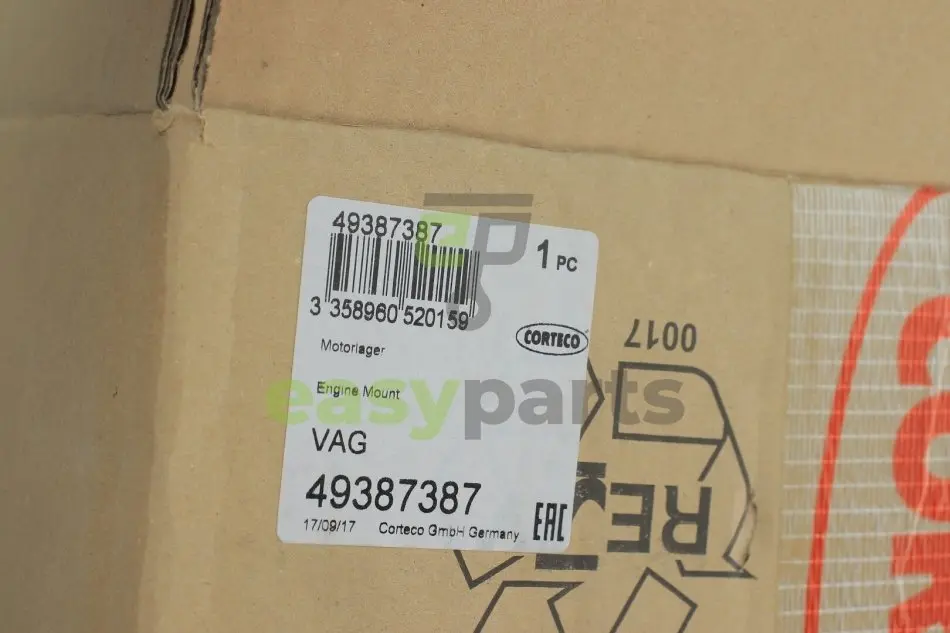 49387387
1 PC
3 358960 520159
CORTECO
Motorlager
Engine Mount
easyparts
VAG
49387387
17/09/17 Corteco GmbH Germany
EAC
0017